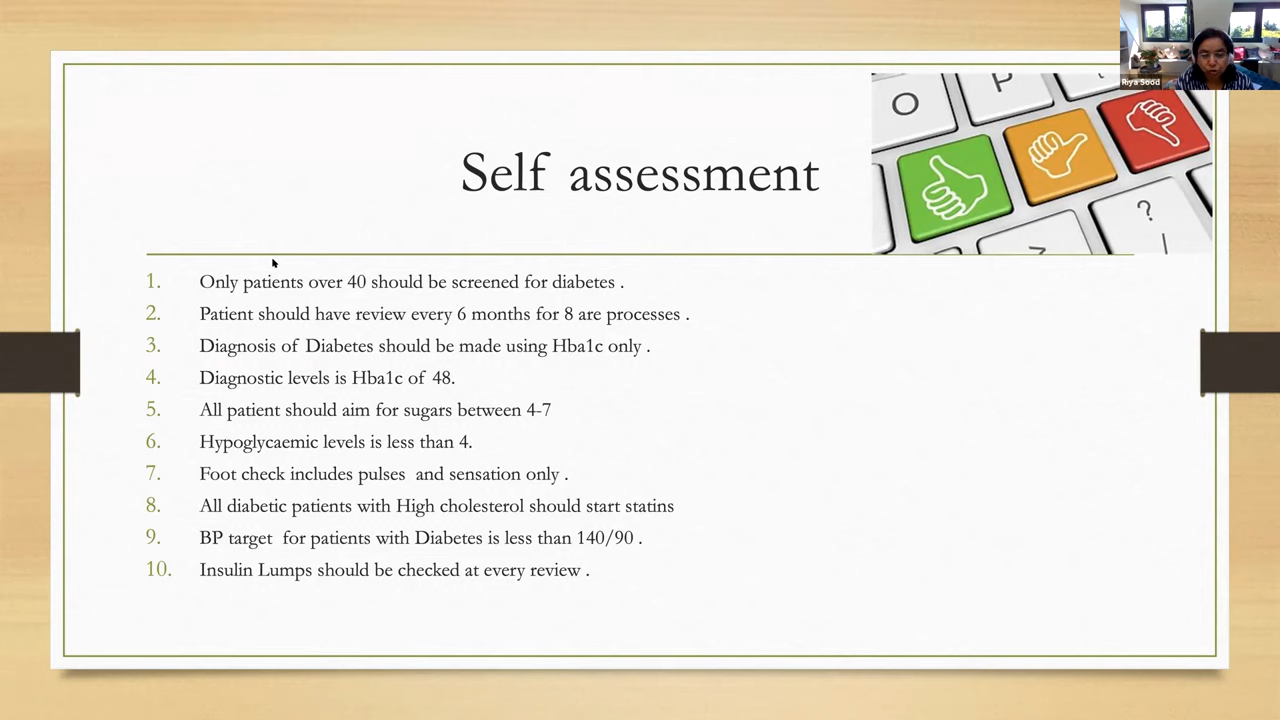 Riya Sood
O
P
?
Self assessment
1. Only patients over 40 should be screened for diabetes .
2. Patient should have review every 6 months for 8 are processes .
3. Diagnosis of Diabetes should be made using Hba1c only .
4. Diagnostic levels is Hba1c of 48.
5. All patient should aim for sugars between 4-7
6. Hypoglycaemic levels is less than 4.
7. Foot check includes pulses and sensation only .
8. All diabetic patients with High cholesterol should start statins
9. BP target for patients with Diabetes is less than 140/90 .
10. Insulin Lumps should be checked at every review .